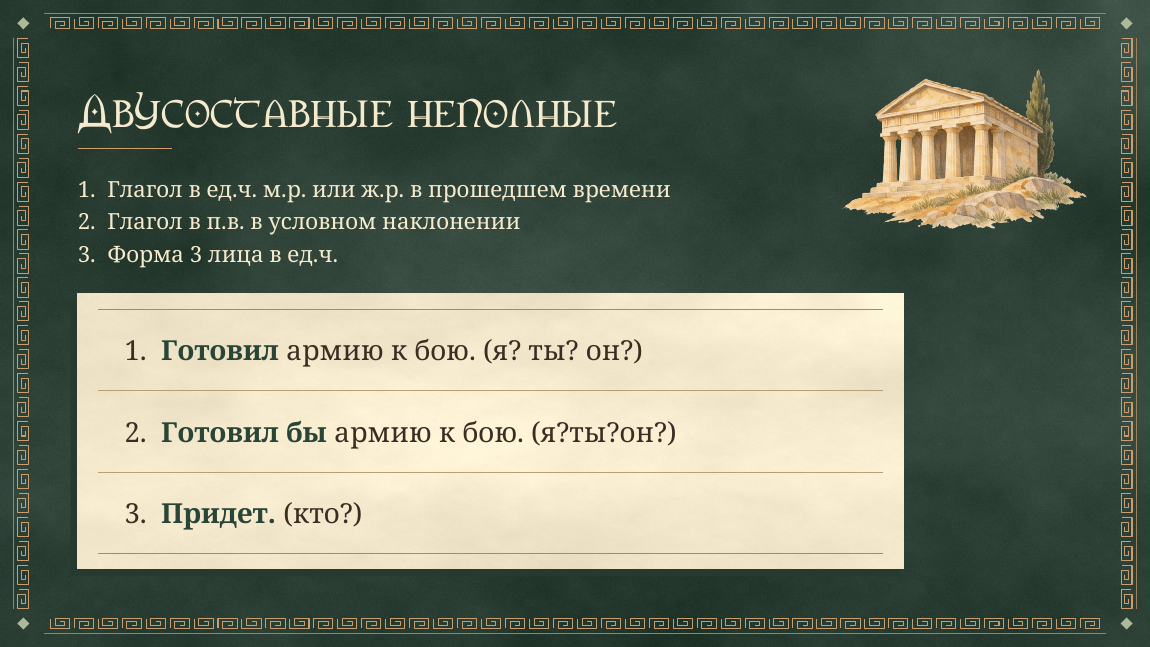 Двусоставные неполные
1. Глагол в ед.ч. м.р. или ж.р. в прошедшем времени
2. Глагол в п.в. в условном наклонении
3. Форма 3 лица в ед.ч.
1. Готовил армию к бою. (я? ты? он?)
2. Готовил бы армию к бою. (я?ты?он?)
3. Придет. (кто?)